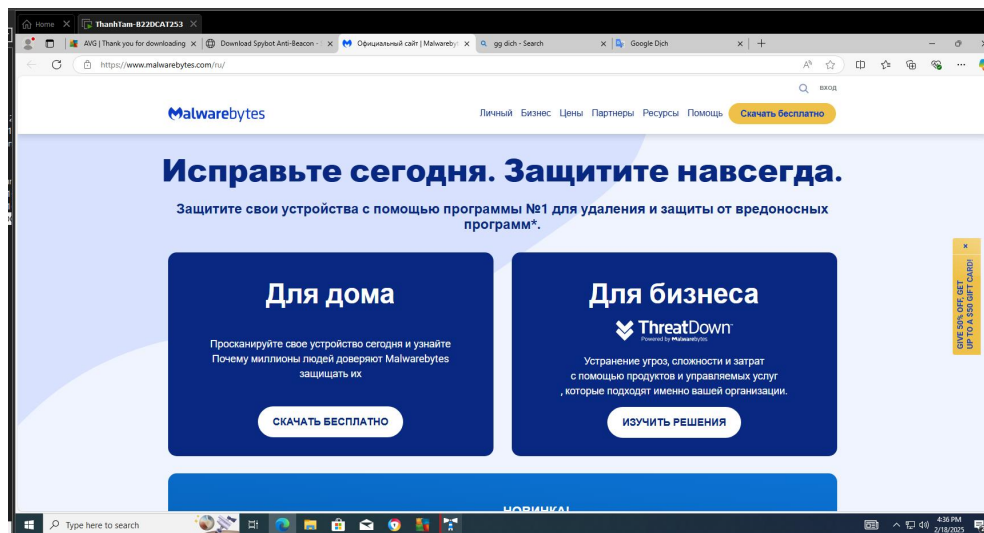 Home
ThanhTam-B22DCAT253
AVG | Thank you for downloading
Download Spybot Anti-Beacon -
Официальный сайт | Malwareby
gg dich - Search
Google Dịch
https://www.malwarebytes.com/ru/
вход
Malwarebytes
Личный Бизнес Цены Партнеры Ресурсы Помощь Скачать бесплатно
Исправьте сегодня. Защитите навсегда.
Защитите свои устройства с помощью программы №1 для удаления и защиты от вредоносных
программ*.
Для дома
Просканируйте свое устройство сегодня и узнайте
Почему миллионы людей доверяют Malwarebytes
защищать их
СКАЧАТЬ БЕСПЛАТНО
Для бизнеса
ThreatDown
Powered by Malwarebytes
Устранение угроз, сложности и затрат
с помощью продуктов и управляемых услуг
, которые подходят именно вашей организации.
ИЗУЧИТЬ РЕШЕНИЯ
GIVE 50% OFF, GET
UP TO A $50 GIFT CARD!
НОВИНКА!
Type here to search
4:36 PM
2/18/2025